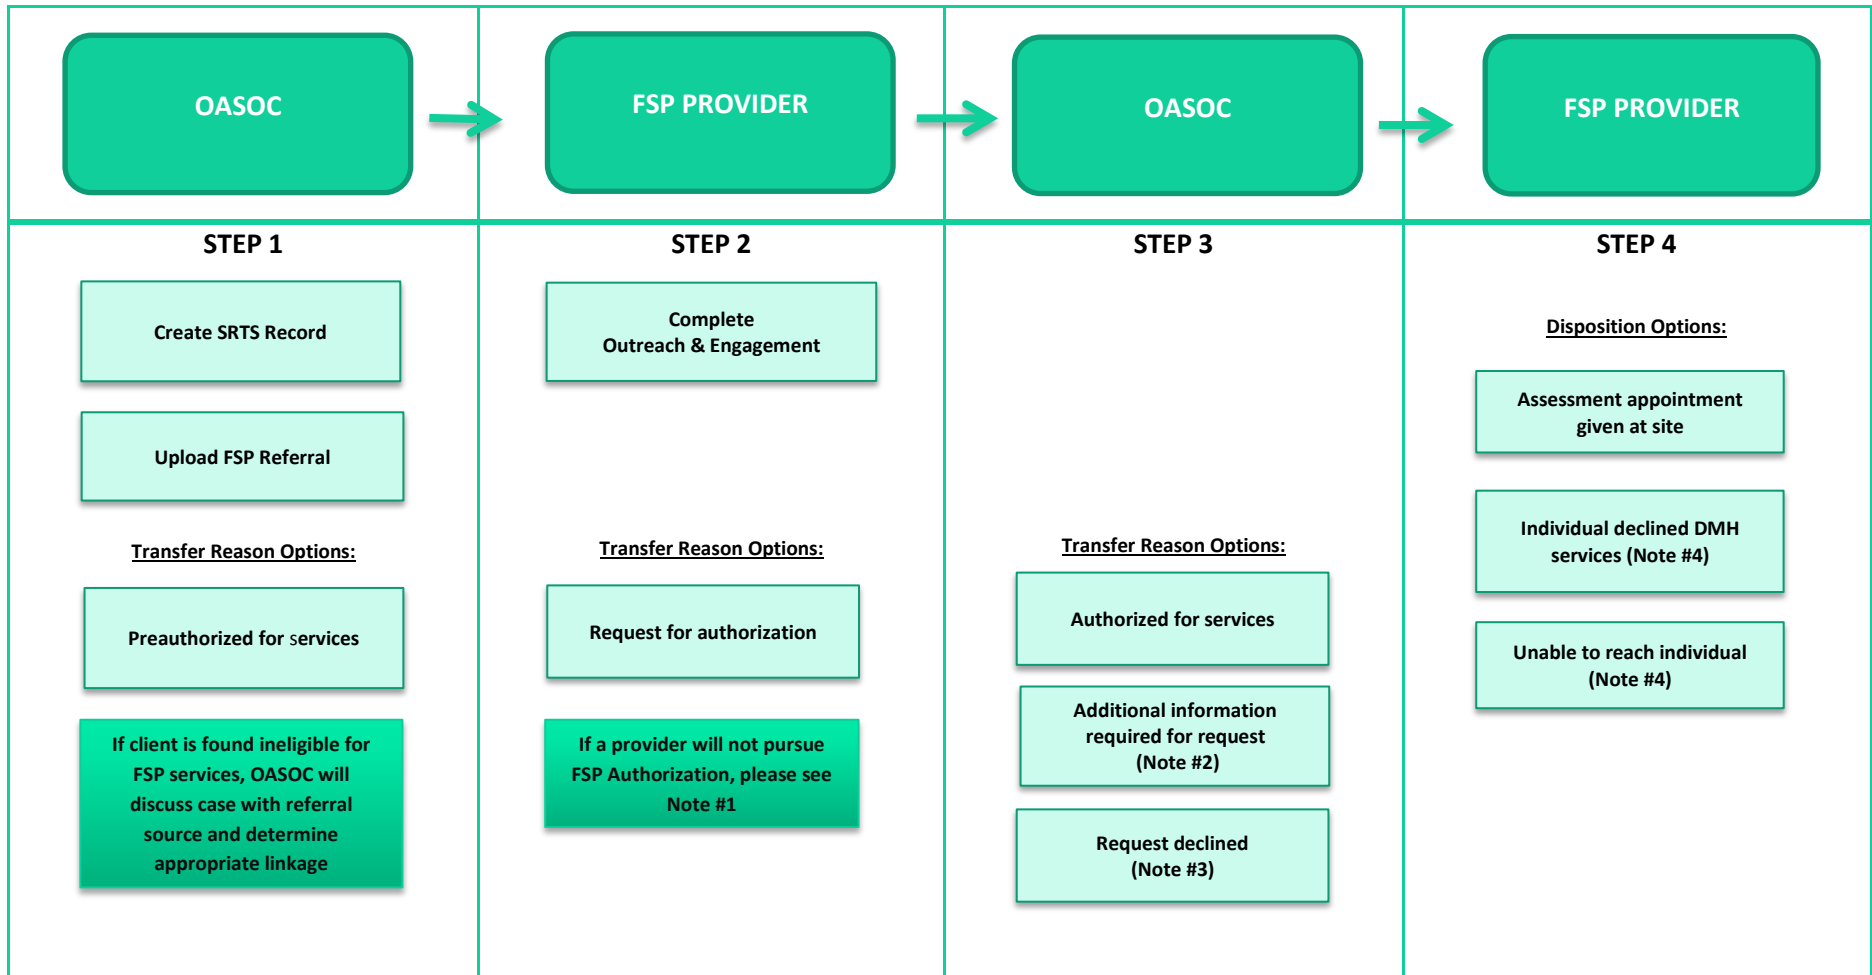 OASOC
FSP PROVIDER
OASOC
FSP PROVIDER
STEP 1
Create SRTS Record
Upload FSP Referral
Transfer Reason Options:
Preauthorized for services
If client is found ineligible for
FSP services, OASOC will
discuss case with referral
source and determine
appropriate linkage
STEP 2
Complete
Outreach & Engagement
Transfer Reason Options:
Request for authorization
If a provider will not pursue
FSP Authorization, please see
Note #1
STEP 3
Transfer Reason Options:
Authorized for services
Additional information
required for request
(Note #2)
Request declined
(Note #3)
STEP 4
Disposition Options:
Assessment appointment
given at site
Individual declined DMH
services (Note #4)
Unable to reach individual
(Note #4)